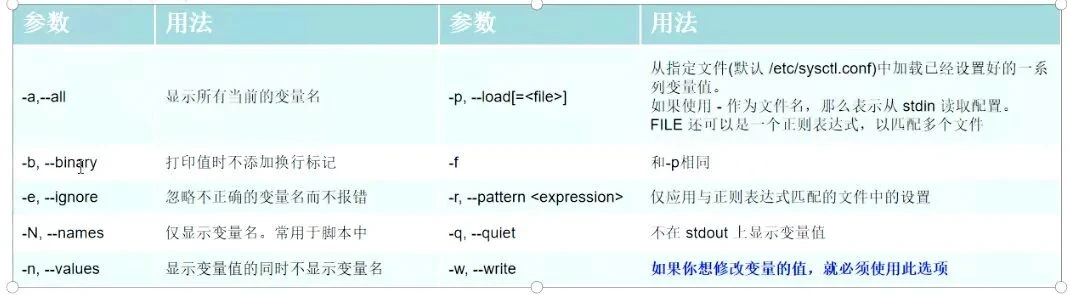 参数 用法 参数 用法
-a,--all 显示所有当前的变量名 -p, --load[=<file>] 从指定文件(默认 /etc/sysctl.conf)中加载已经设置好的一系
列变量值。
如果使用 - 作为文件名，那么表示从 stdin 读取配置。
FILE 还可以是一个正则表达式，以匹配多个文件
-b, --binary 打印值时不添加换行标记 -f 和-p相同
-e, --ignore 忽略不正确的变量名而不报错 -r, --pattern <expression> 仅应用与正则表达式匹配的文件中的设置
-N, --names 仅显示变量名。常用于脚本中 -q, --quiet 不在 stdout 上显示变量值
-n, --values 显示变量值的同时不显示变量名 -w, --write 如果你想修改变量的值，就必须使用此选项